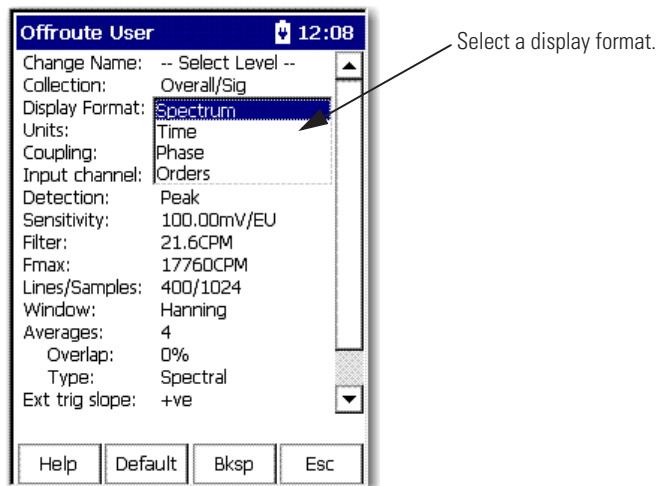 Offroute User 12:08
Select a display format.
Change Name: -- Select Level --
Collection: Overall/Sig
Display Format: Spectrum
Units: Time
Coupling: Phase
Input channel: Orders
Detection: Peak
Sensitivity: 100.00mV/EU
Filter: 21.6CPM
Fmax: 17760CPM
Lines/Samples: 400/1024
Window: Hanning
Averages: 4
Overlap: 0%
Type: Spectral
Ext trig slope: +ve
Help Default Bksp Esc